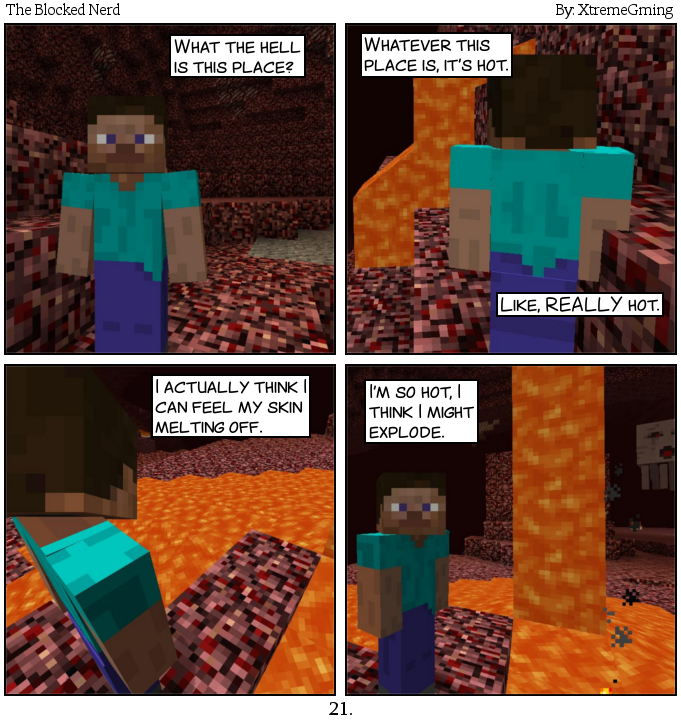 The Blocked Nerd
By: XtremeGming
What the hell
is this place?
Whatever this
place is, it's hot.
Like, REALLY hot.
I actually think I
can feel my skin
melting off.
I'm so hot, I
think I might
explode.
21.